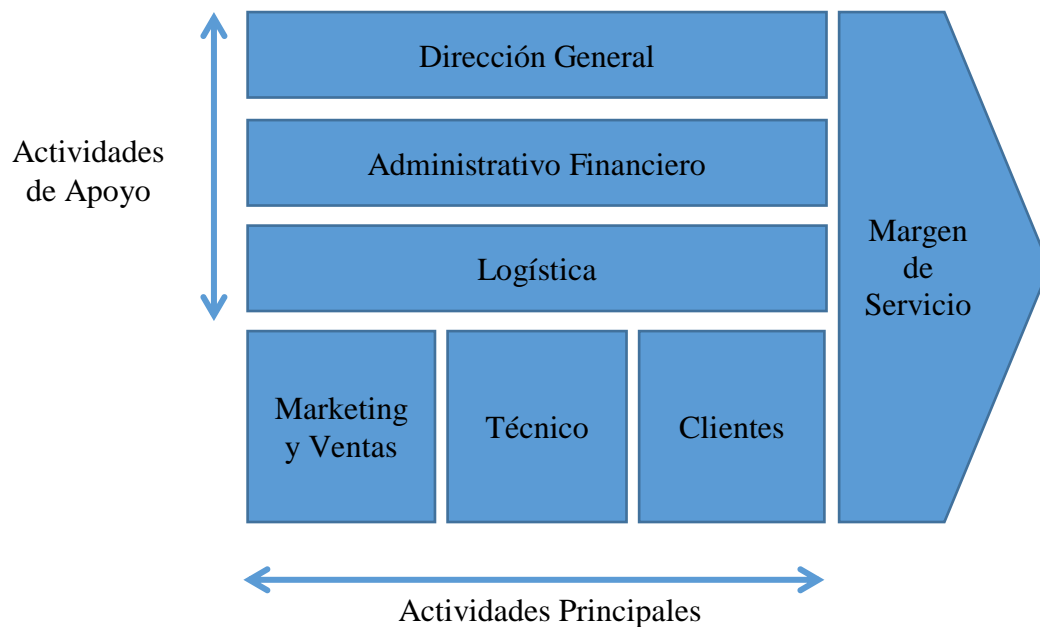 Dirección General
Actividades
de Apoyo
Administrativo Financiero
Logística
Margen
de
Servicio
Marketing
y Ventas
Técnico
Clientes
Actividades Principales